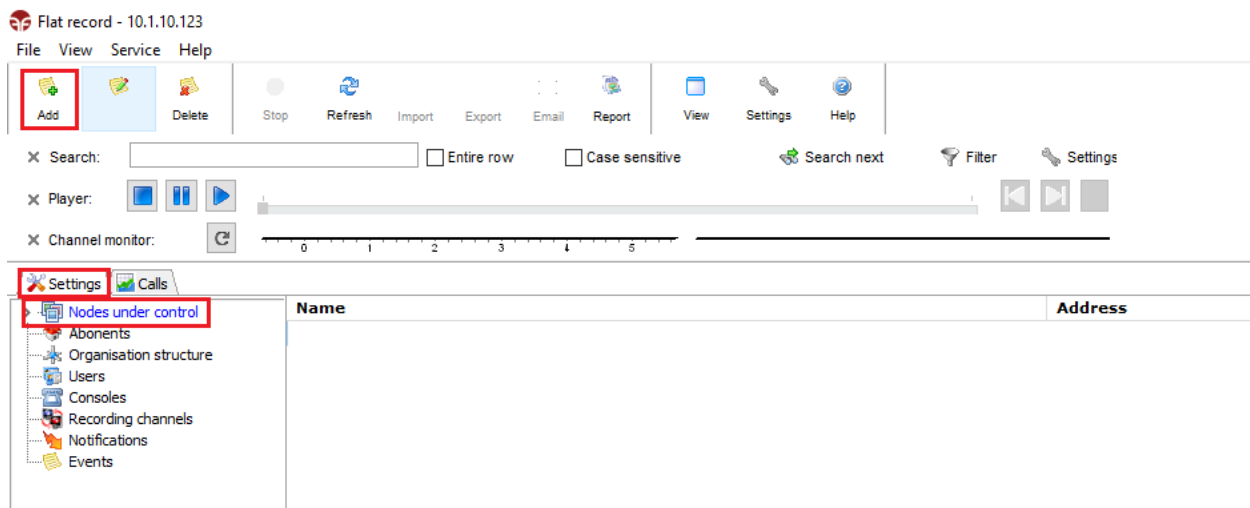 Flat record - 10.1.10.123
File View Service Help
Add Delete Stop Refresh Import Export Email Report View Settings Help
Search: Entire row Case sensitive Search next Filter Settings
Player:
Channel monitor: 0 1 2 3 4 5
Settings Calls
Nodes under control Name Address
Abonents
Organisation structure
Users
Consoles
Recording channels
Notifications
Events